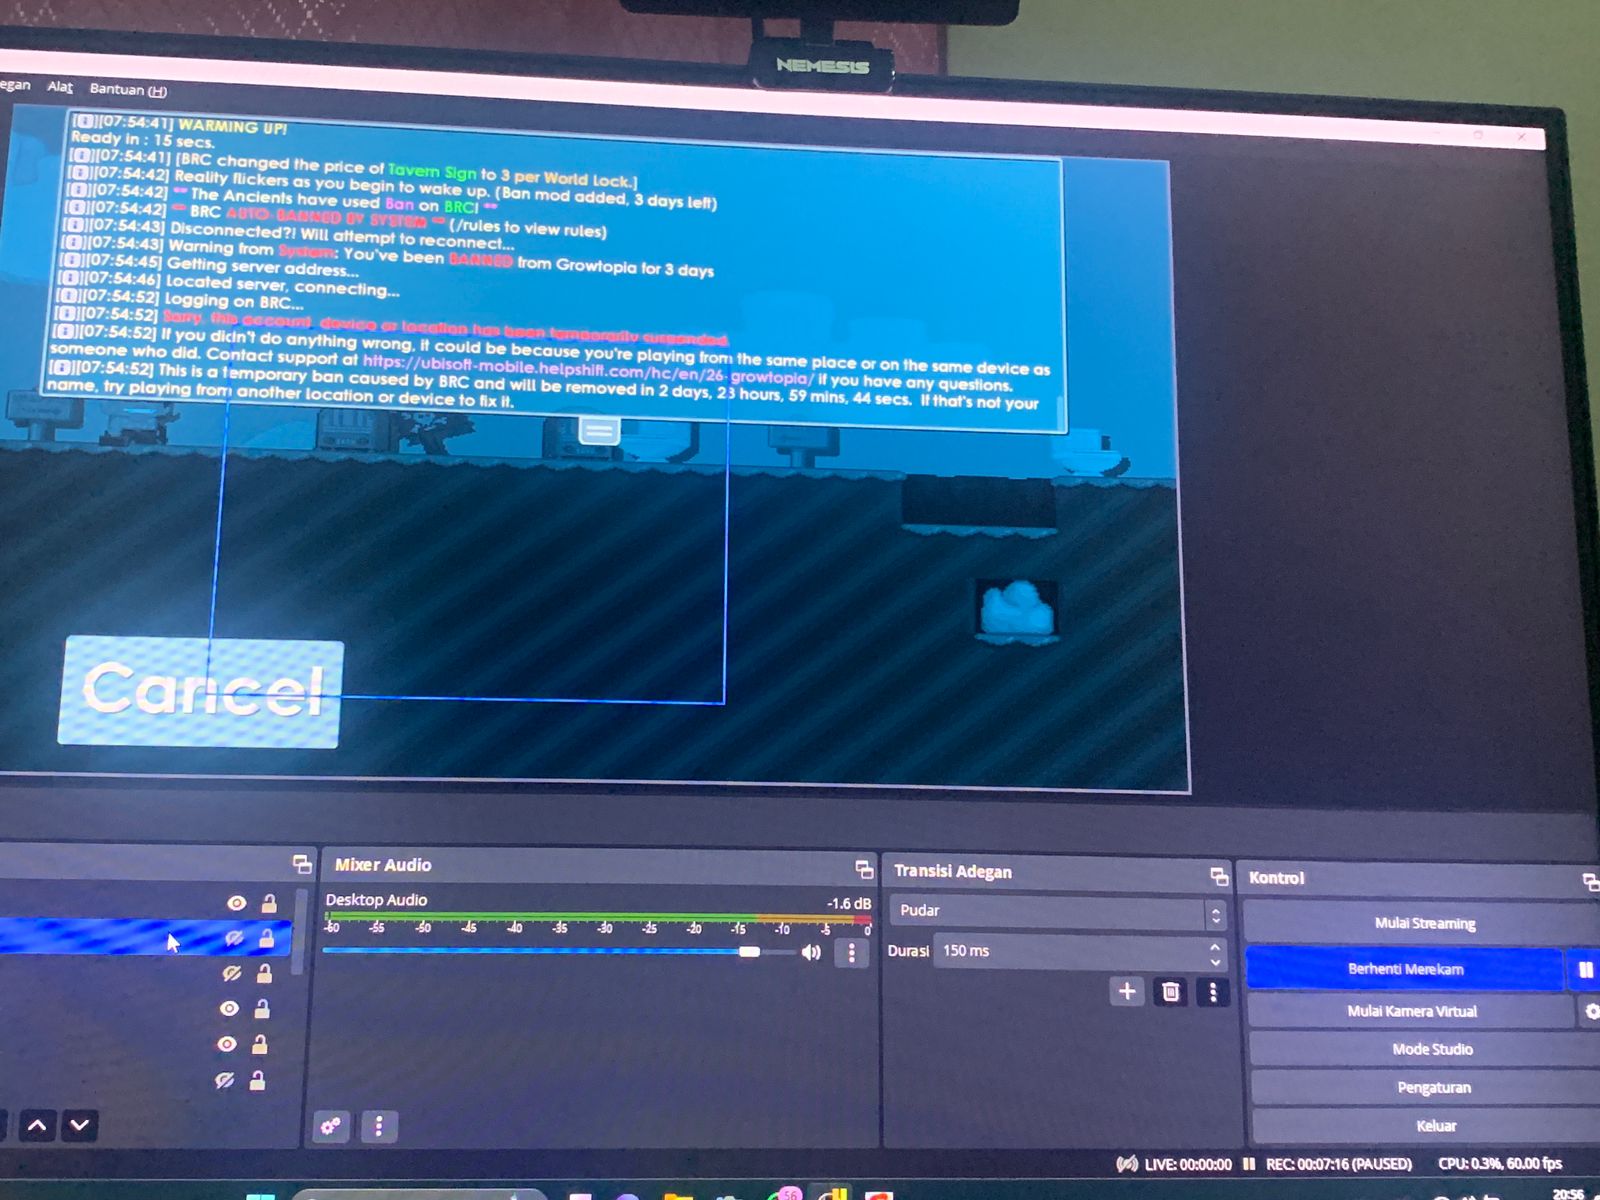 NEMESIS
egan Alat Bantuan (H)
[07:54:41] WARMING UP!
Ready in : 15 secs.
[07:54:41] [BRC changed the price of Tavern Sign to 3 per World Lock.]
[07:54:42] Reality flickers as you begin to wake up. (Ban mod added, 3 days left)
[07:54:42] ** The Ancients have used Ban on BRC! **
[07:54:42] ** BRC AUTO-BANNED BY SYSTEM ** (/rules to view rules)
[07:54:43] Disconnected?! Will attempt to reconnect...
[07:54:43] Warning from System: You've been BANNED from Growtopia for 3 days
[07:54:45] Getting server address...
[07:54:46] Located server, connecting...
[07:54:52] Logging on BRC...
[07:54:52] Sorry, this account, device or location has been temporarily suspended.
[07:54:52] If you didn't do anything wrong, it could be because you're playing from the same place or on the same device as
someone who did. Contact support at https://ubisoft-mobile.helpshift.com/hc/en/26-growtopia/ if you have any questions.
[07:54:52] This is a temporary ban caused by BRC and will be removed in 2 days, 23 hours, 59 mins, 44 secs. If that's not your
name, try playing from another location or device to fix it.
Cancel
Mixer Audio
Desktop Audio -1.6 dB
-60 -55 -50 -45 -40 -35 -30 -25 -20 -15 -10 -5 0
Transisi Adegan
Pudar
Durasi 150 ms
Kontrol
Mulai Streaming
Berhenti Merekam
Mulai Kamera Virtual
Mode Studio
Pengaturan
Keluar
LIVE: 00:00:00 REC: 00:07:16 (PAUSED) CPU: 0.3%, 60.00 fps
56
20:56